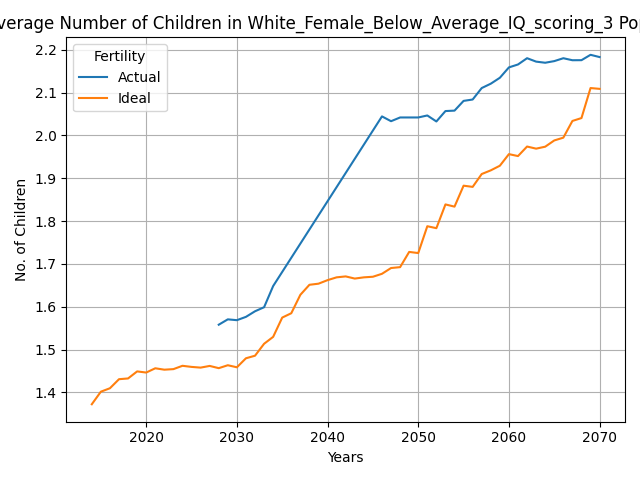 verage Number of Children in White_Female_Below_Average_IQ_scoring_3 Pop
Fertility
Actual
Ideal
2.2
2.1
2.0
1.9
1.8
1.7
1.6
1.5
1.4
No. of Children
2020 2030 2040 2050 2060 2070
Years